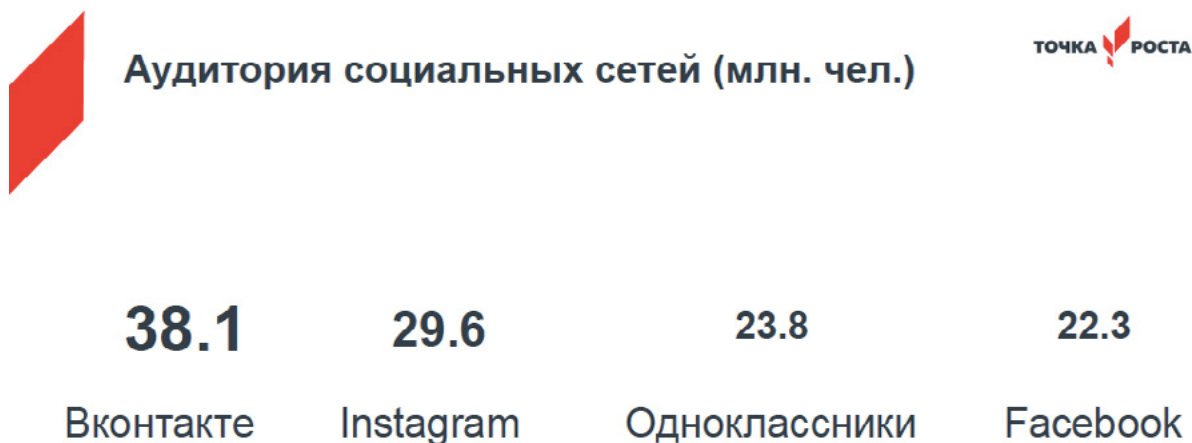 Аудитория социальных сетей (млн. чел.)
ТОЧКА РОСТА
38.1 29.6 23.8 22.3
Вконтакте Instagram Одноклассники Facebook